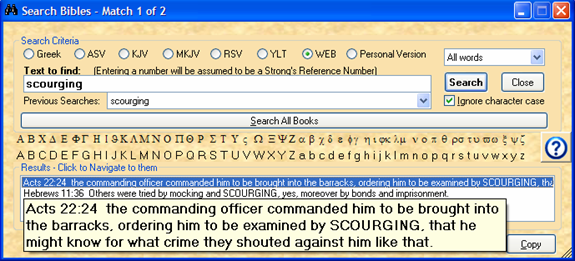 Search Bibles - Match 1 of 2
Search Criteria
Greek ASV KJV MKJV RSV YLT WEB Personal Version
All words
Text to find: (Entering a number will be assumed to be a Strong's Reference Number)
scourging
Search Close
Previous Searches: scourging
Ignore character case
Search All Books
Α Β Χ Δ Ε Φ Γ Η Ι ϑ Κ Λ Μ Ν Ο Π Θ Ρ Σ Τ Υ ς Ω Ξ Ψ Ζ α β χ δ ε φ γ η ι φ κ λ μ ν ο π θ ρ σ τ υ ϖ ω ξ ψ ζ
A B C D E F G H I J K L M N O P Q R S T U V W X Y Z a b c d e f g h i j k l m n o p q r s t u v w x y z
Results - Click to Navigate to them
Acts 22:24 the commanding officer commanded him to be brought into the barracks, ordering him to be examined by SCOURGING,
Hebrews 11:36 Others were tried by mocking and SCOURGING, yes, moreover by bonds and imprisonment.
Acts 22:24 the commanding officer commanded him to be brought into
the barracks, ordering him to be examined by SCOURGING, that he
might know for what crime they shouted against him like that.
Copy